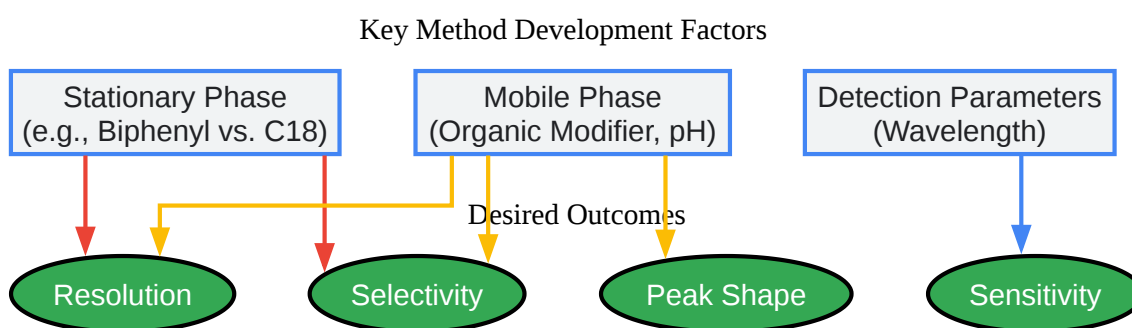 Key Method Development Factors
Stationary Phase
(e.g., Biphenyl vs. C18)
Mobile Phase
(Organic Modifier, pH)
Detection Parameters
(Wavelength)
Desired Outcomes
Resolution
Selectivity
Peak Shape
Sensitivity